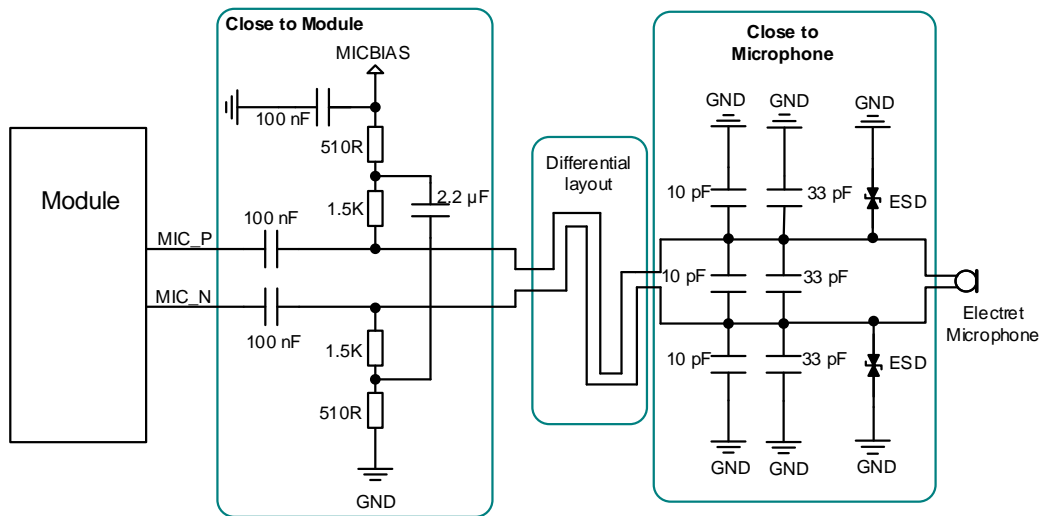 Close to Module
MICBIAS
100 nF
510R
1.5K
2.2 µF
Module
MIC_P
100 nF
MIC_N
100 nF
1.5K
510R
GND
Differential
layout
Close to
Microphone
GND
GND
GND
10 pF
33 pF
ESD
10 pF
33 pF
10 pF
33 pF
ESD
GND
GND
GND
Electret
Microphone